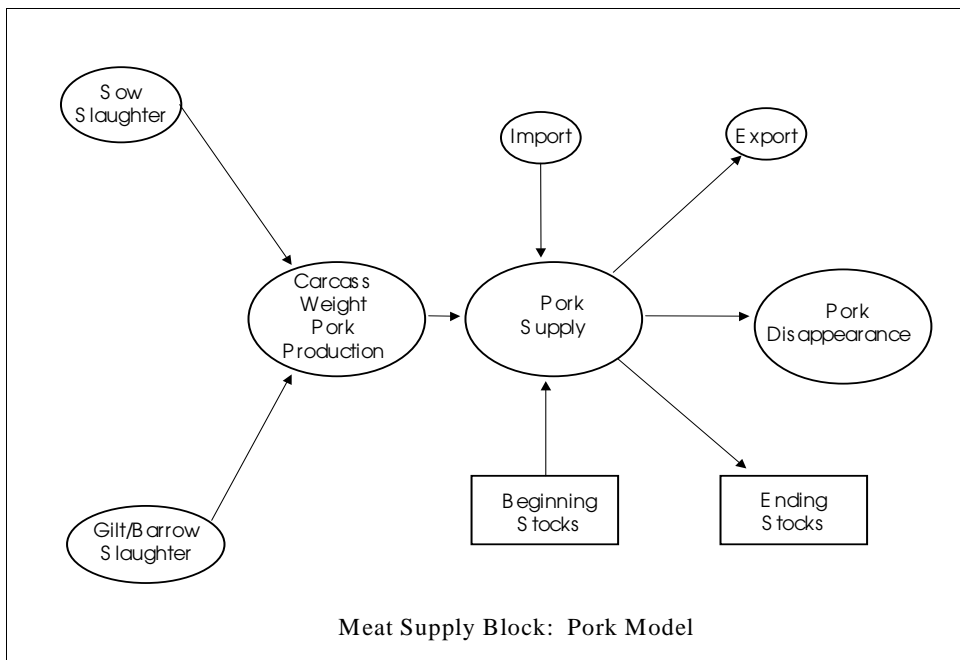 Sow
Slaughter
Import
Export
Carcass
Weight
Pork
Production
Pork
Supply
Pork
Disappearance
Beginning
Stocks
Ending
Stocks
Gilt/Barrow
Slaughter
Meat Supply Block: Pork Model